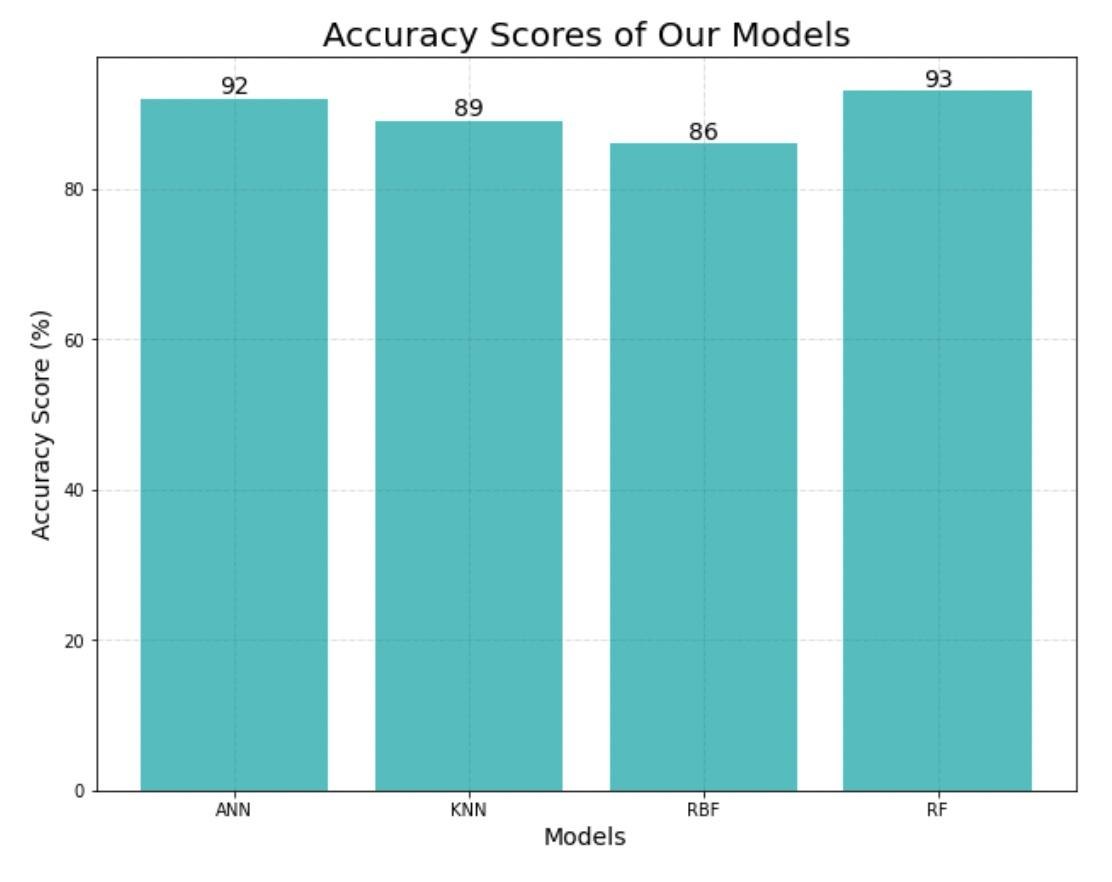 Accuracy Scores of Our Models
92
89
86
93
80
60
40
20
0
Accuracy Score (%)
ANN KNN RBF RF
Models